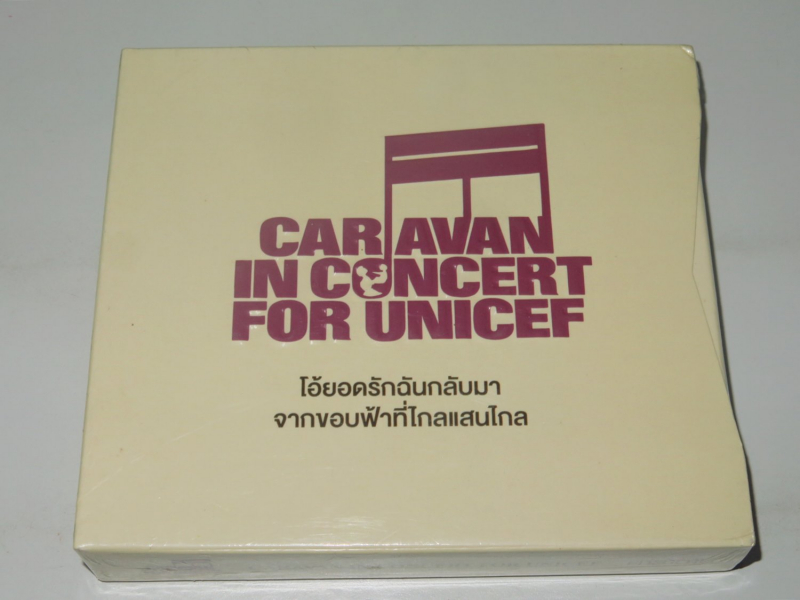 CARAVAN
IN CONCERT
FOR UNICEF
โอ้ยอดรักฉันกลับมา
จากขอบฟ้าที่ไกลแสนไกล